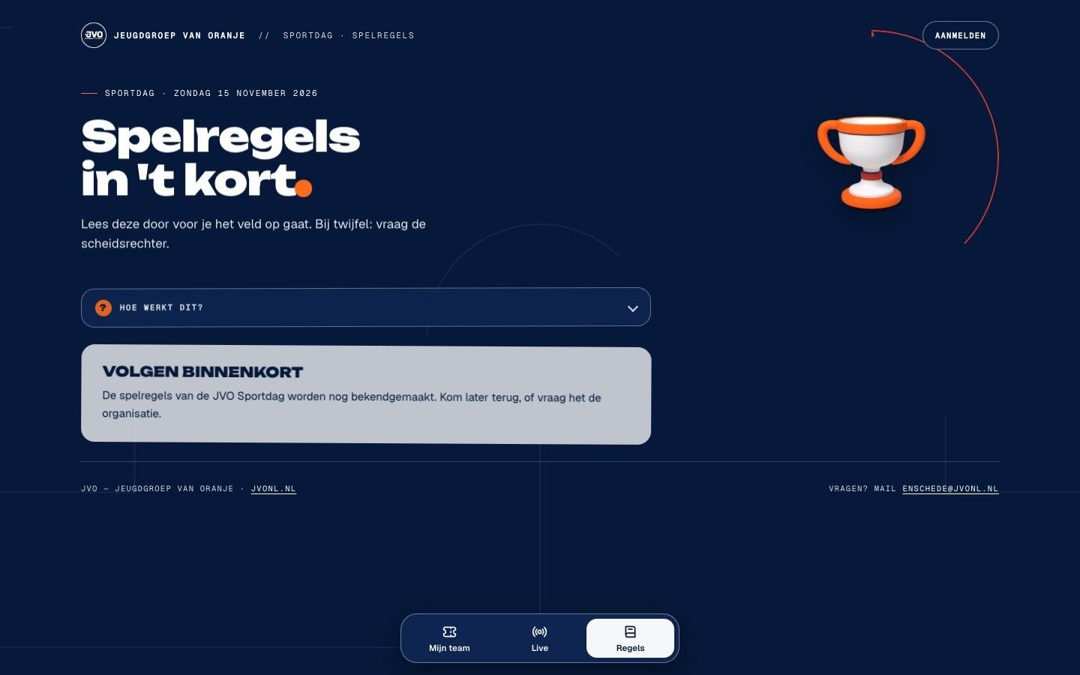 JVO JEUGDGROEP VAN ORANJE // SPORTDAG · SPELREGELS
AANMELDEN
SPORTDAG · ZONDAG 15 NOVEMBER 2026
Spelregels
in 't kort.
Lees deze door voor je het veld op gaat. Bij twijfel: vraag de
scheidsrechter.
? HOE WERKT DIT?
VOLGEN BINNENKORT
De spelregels van de JVO Sportdag worden nog bekendgemaakt. Kom later terug, of vraag het de
organisatie.
JVO — JEUGDGROEP VAN ORANJE · JVONL.NL
VRAGEN? MAIL ENSCHEDE@JVONL.NL
Mijn team
Live
Regels